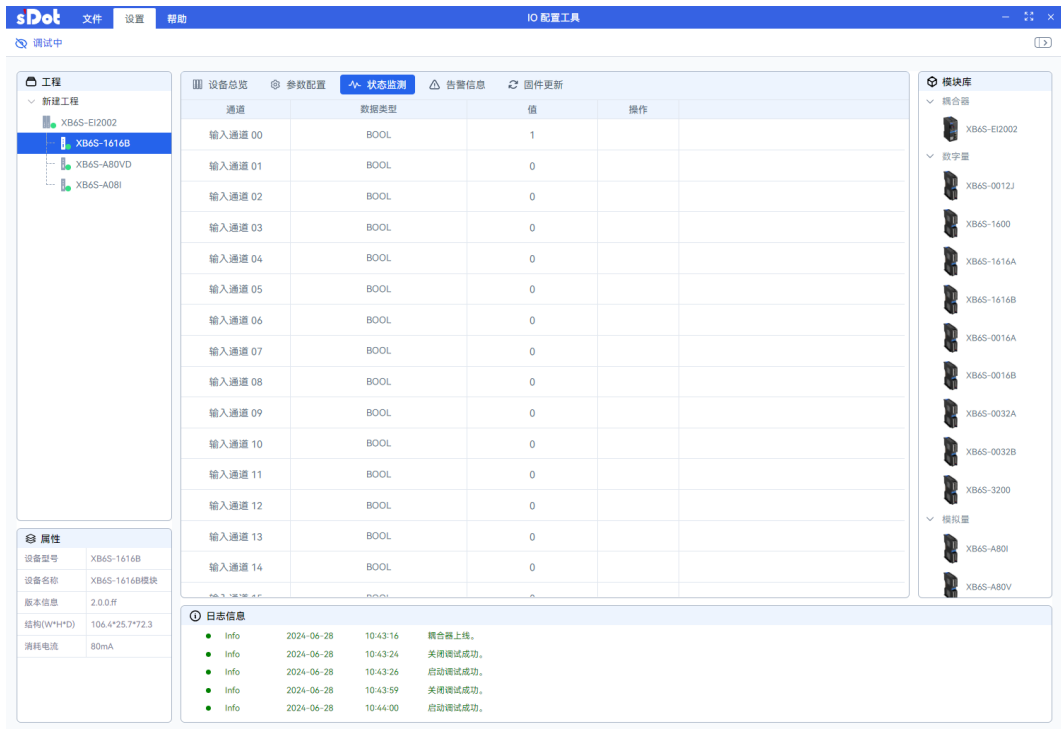 sDot 文件 设置 帮助 IO 配置工具
调试中
工程
新建工程
XB6S-EI2002
XB6S-1616B
XB6S-A80VD
XB6S-A08I
属性
设备型号 XB6S-1616B
设备名称 XB6S-1616B模块
版本信息 2.0.0.ff
结构(W*H*D) 106.4*25.7*72.3
消耗电流 80mA
设备总览 参数配置 状态监测 告警信息 固件更新
通道 数据类型 值 操作
输入通道 00 BOOL 1
输入通道 01 BOOL 0
输入通道 02 BOOL 0
输入通道 03 BOOL 0
输入通道 04 BOOL 0
输入通道 05 BOOL 0
输入通道 06 BOOL 0
输入通道 07 BOOL 0
输入通道 08 BOOL 0
输入通道 09 BOOL 0
输入通道 10 BOOL 0
输入通道 11 BOOL 0
输入通道 12 BOOL 0
输入通道 13 BOOL 0
输入通道 14 BOOL 0
输入通道 15 BOOL 0
日志信息
Info 2024-06-28 10:43:16 耦合器上线。
Info 2024-06-28 10:43:24 关闭调试成功。
Info 2024-06-28 10:43:26 启动调试成功。
Info 2024-06-28 10:43:59 关闭调试成功。
Info 2024-06-28 10:44:00 启动调试成功。
模块库
耦合器
XB6S-EI2002
数字量
XB6S-0012J
XB6S-1600
XB6S-1616A
XB6S-1616B
XB6S-0016A
XB6S-0016B
XB6S-0032A
XB6S-0032B
XB6S-3200
模拟量
XB6S-A80I
XB6S-A80V